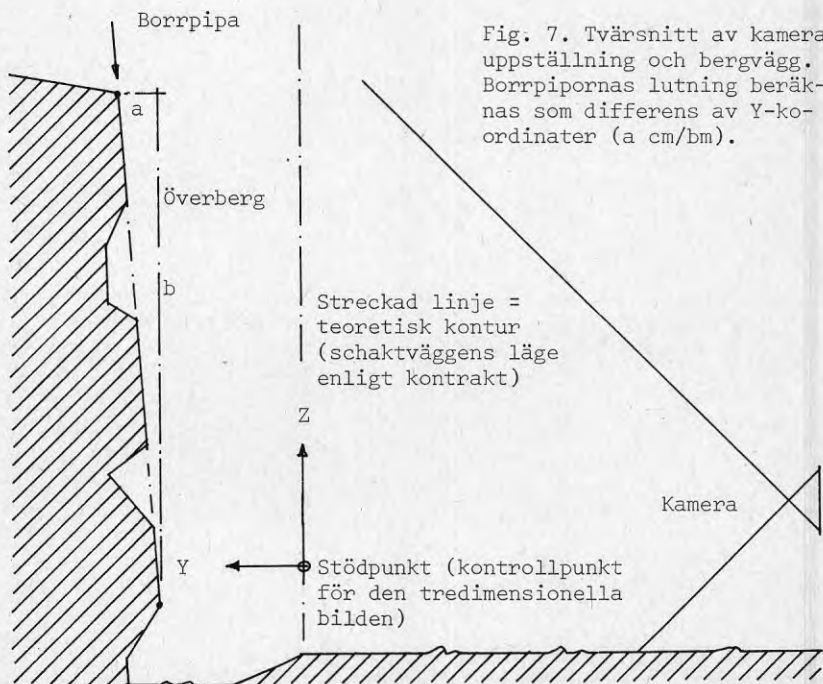 Borrpipa
Fig. 7. Tvärsnitt av kamera
uppställning och bergvägg.
Borrpipornas lutning beräk-
nas som differens av Y-ko-
ordinater (a cm/bm).
a
Överberg
b
Streckad linje =
teoretisk kontur
(schaktväggens läge
enligt kontrakt)
Z
Kamera
Y
Stödpunkt (kontrollpunkt
för den tredimensionella
bilden)